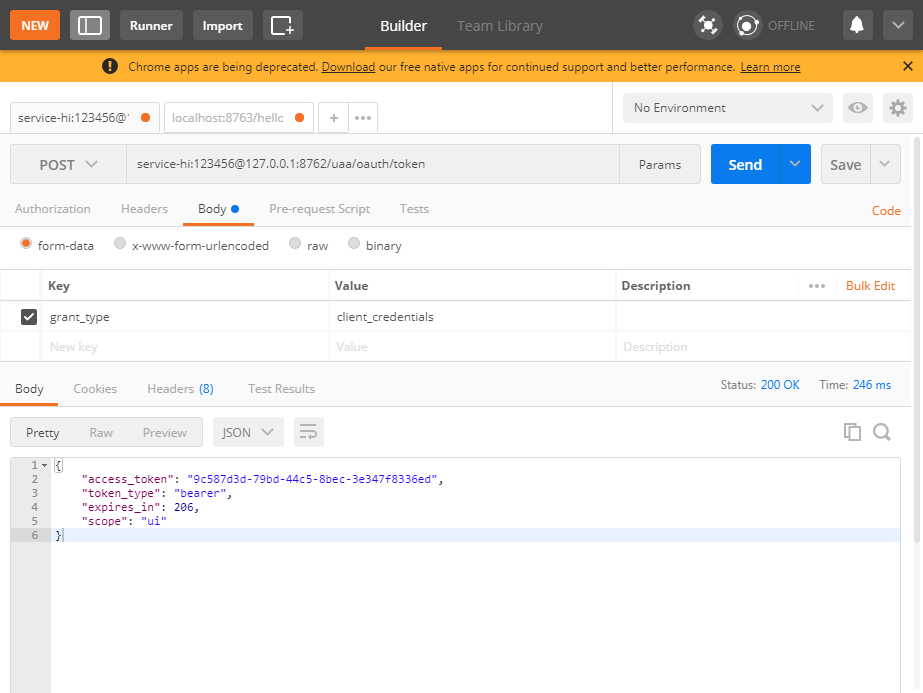 NEW Runner Import Builder Team Library OFFLINE
Chrome apps are being deprecated. Download our free native apps for continued support and better performance. Learn more
service-hi:123456@ localhost:8763/hello + ••• No Environment
POST service-hi:123456@127.0.0.1:8762/uaa/oauth/token Params Send Save
Authorization Headers Body Pre-request Script Tests Code
form-data x-www-form-urlencoded raw binary
Key Value Description ••• Bulk Edit
grant_type client_credentials
New key Value Description
Body Cookies Headers (8) Test Results Status: 200 OK Time: 246 ms
Pretty Raw Preview JSON
1 {
2 "access_token": "9c587d3d-79bd-44c5-8bec-3e347f8336ed",
3 "token_type": "bearer",
4 "expires_in": 206,
5 "scope": "ui"
6 }